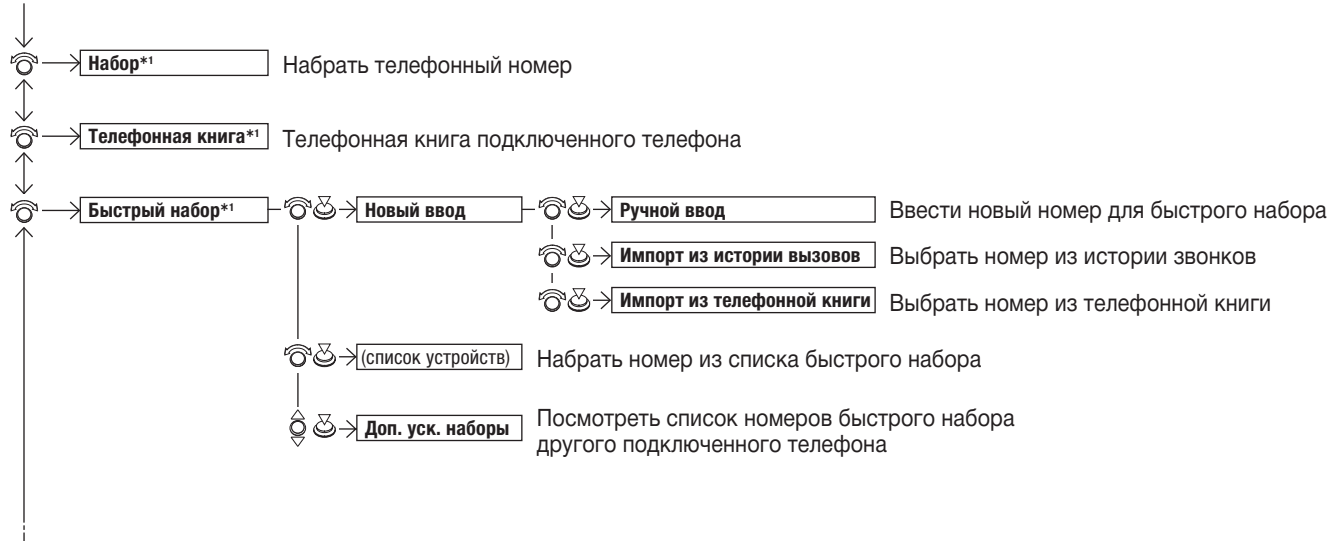 Набор*1 Набрать телефонный номер
Телефонная книга*1 Телефонная книга подключенного телефона
Быстрый набор*1 Новый ввод Ручной ввод Ввести новый номер для быстрого набора
Импорт из истории вызовов Выбрать номер из истории звонков
Импорт из телефонной книги Выбрать номер из телефонной книги
(список устройств) Набрать номер из списка быстрого набора
Доп. уск. наборы Посмотреть список номеров быстрого набора
другого подключенного телефона